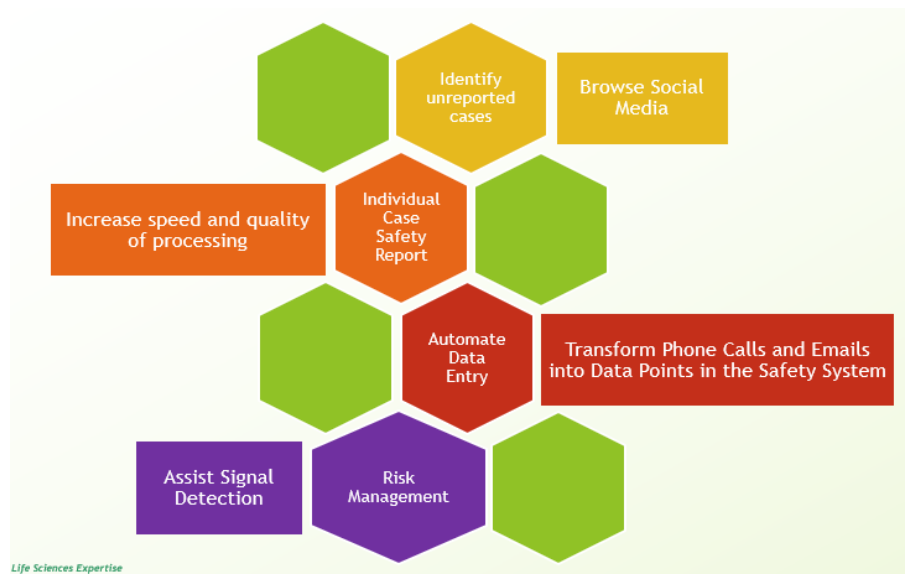 Identify
unreported
cases
Browse Social
Media
Increase speed and quality
of processing
Individual
Case
Safety
Report
Automate
Data
Entry
Transform Phone Calls and Emails
into Data Points in the Safety System
Assist Signal
Detection
Risk
Management
Life Sciences Expertise